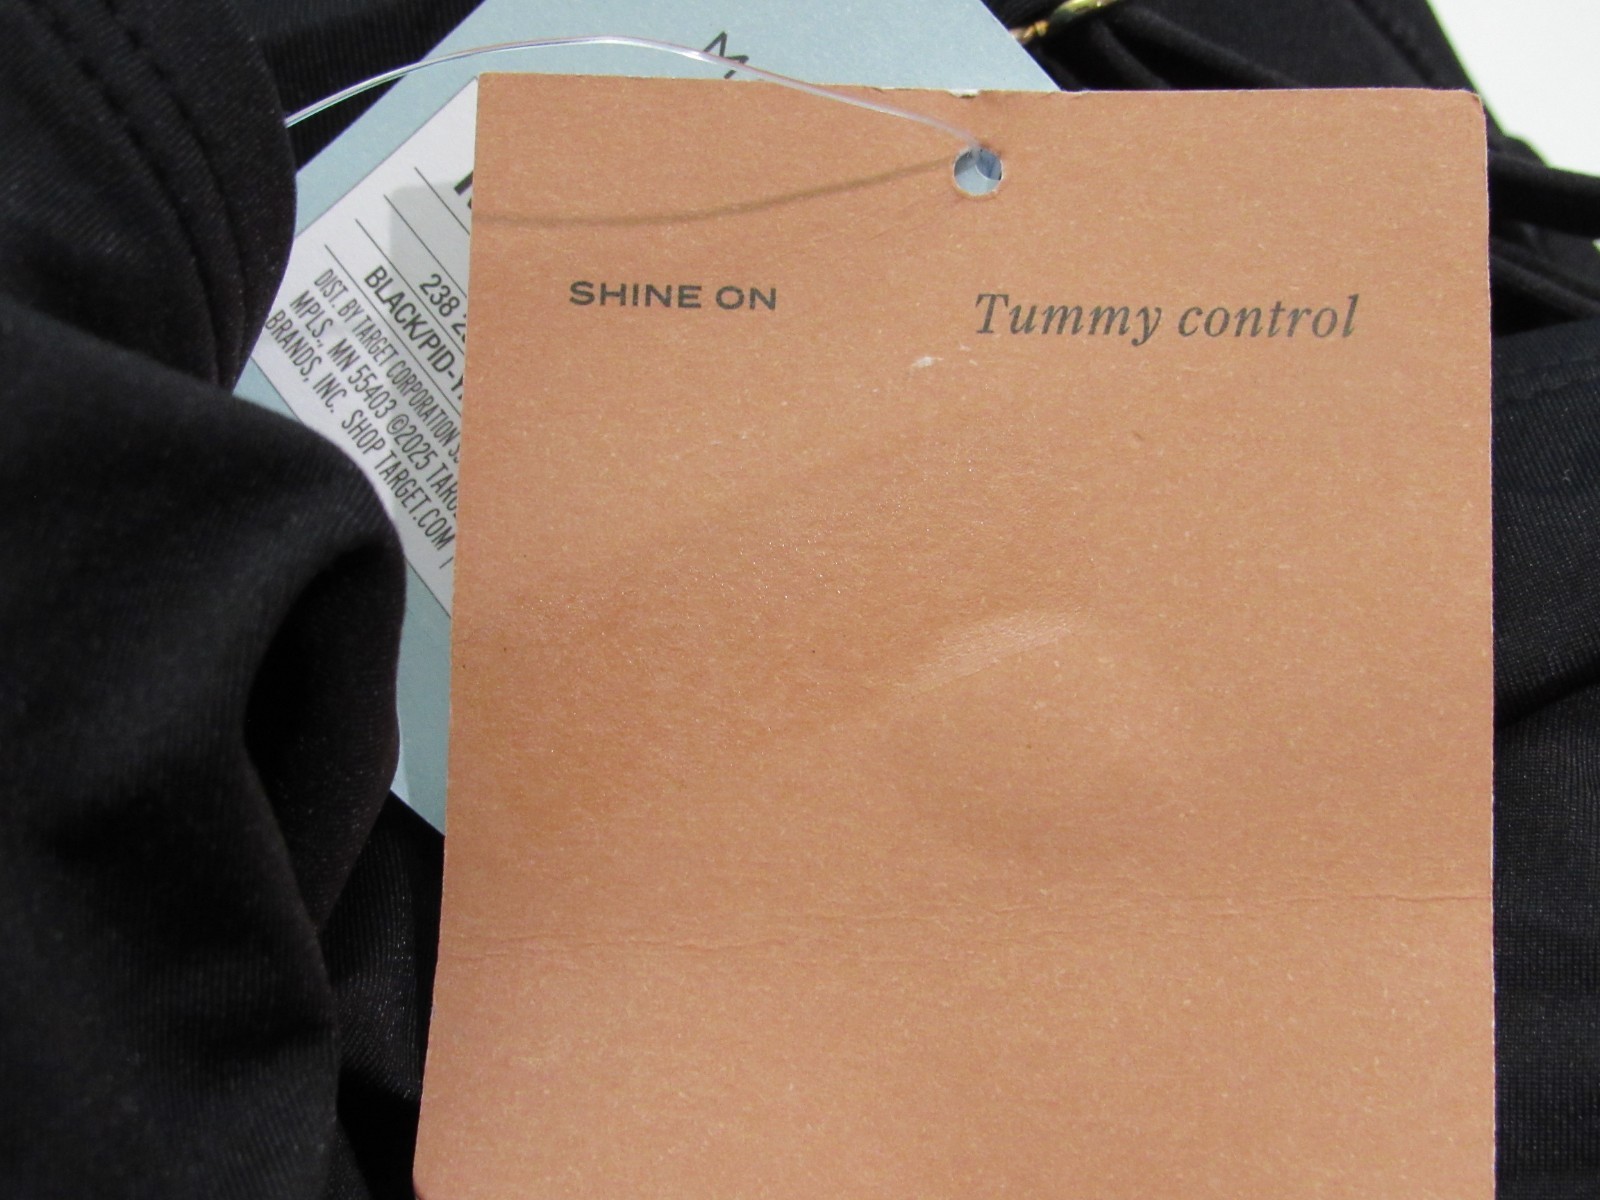 SHINE ON
Tummy control
238
BLACK/PID-
DIST. BY TARGET CORPORATION
MPLS., MN 55403 ©2025
BRANDS, INC. SHOP TARGET.COM |